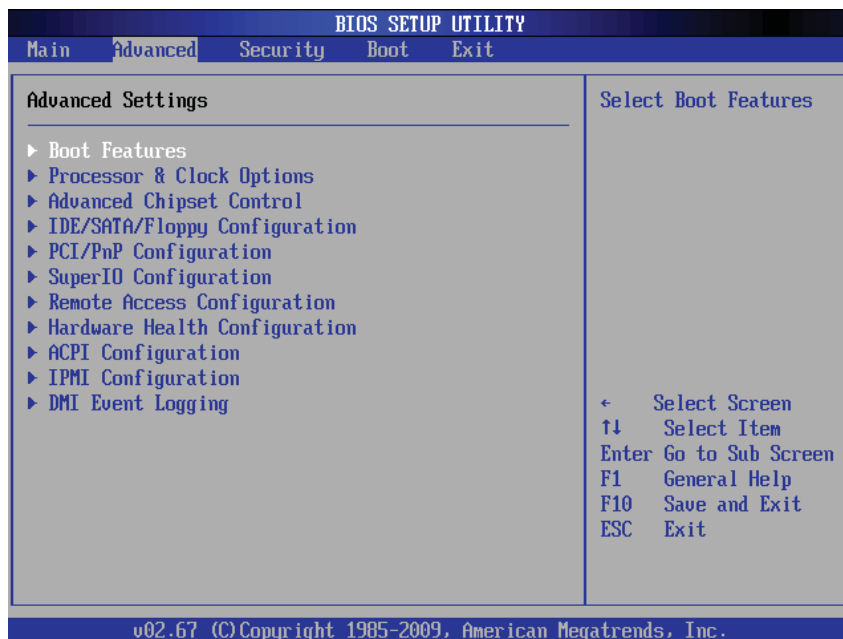 BIOS SETUP UTILITY
Main Advanced Security Boot Exit
Advanced Settings
▶ Boot Features
▶ Processor & Clock Options
▶ Advanced Chipset Control
▶ IDE/SATA/Floppy Configuration
▶ PCI/PnP Configuration
▶ SuperIO Configuration
▶ Remote Access Configuration
▶ Hardware Health Configuration
▶ ACPI Configuration
▶ IPMI Configuration
▶ DMI Event Logging
Select Boot Features
← Select Screen
↑↓ Select Item
Enter Go to Sub Screen
F1 General Help
F10 Save and Exit
ESC Exit
v02.67 (C)Copyright 1985-2009, American Megatrends, Inc.